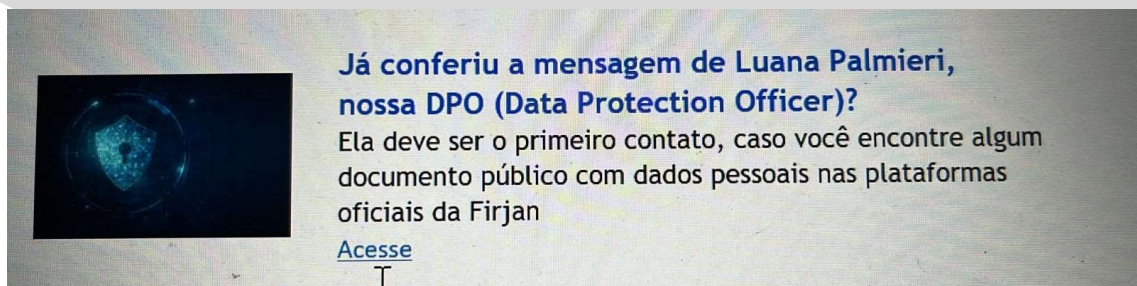 Já conferiu a mensagem de Luana Palmieri,
nossa DPO (Data Protection Officer)?
Ela deve ser o primeiro contato, caso você encontre algum
documento público com dados pessoais nas plataformas
oficiais da Firjan
Acesse